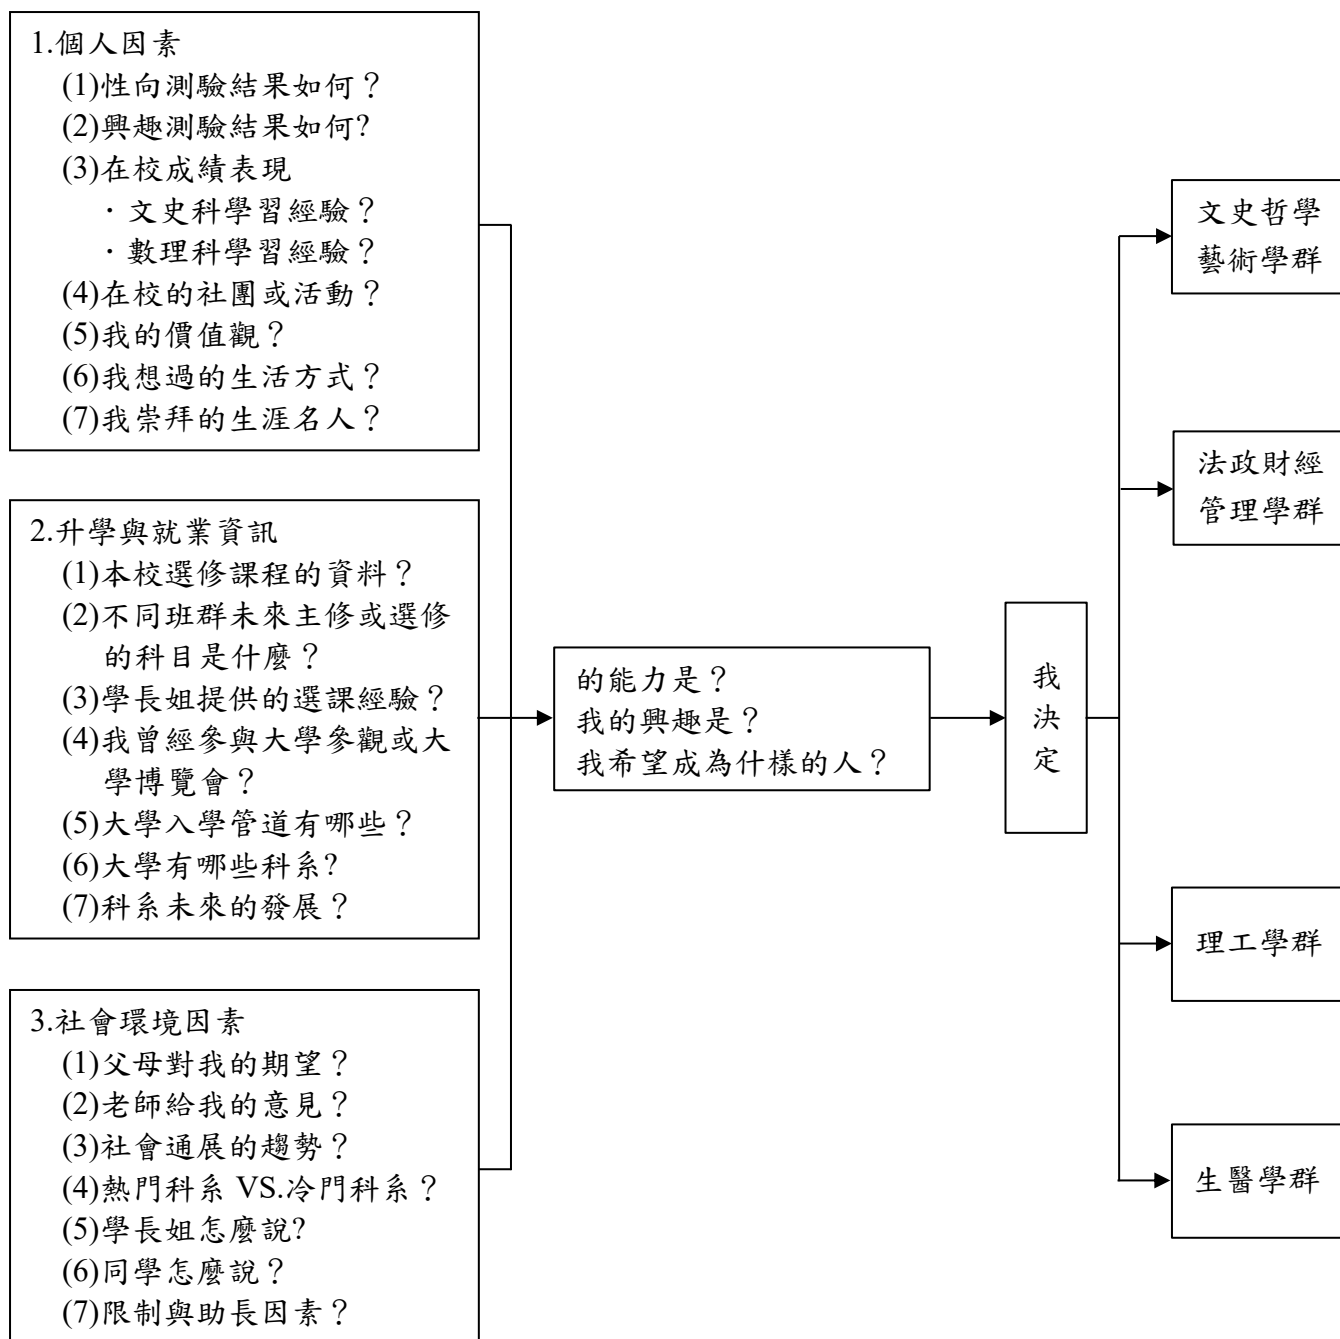 1.個人因素
(1)性向測驗結果如何？
(2)興趣測驗結果如何?
(3)在校成績表現
．文史科學習經驗？
．數理科學習經驗？
(4)在校的社團或活動？
(5)我的價值觀？
(6)我想過的生活方式？
(7)我崇拜的生涯名人？
2.升學與就業資訊
(1)本校選修課程的資料？
(2)不同班群未來主修或選修
的科目是什麼？
(3)學長姐提供的選課經驗？
(4)我曾經參與大學參觀或大
學博覽會？
(5)大學入學管道有哪些？
(6)大學有哪些科系?
(7)科系未來的發展？
3.社會環境因素
(1)父母對我的期望？
(2)老師給我的意見？
(3)社會通展的趨勢？
(4)熱門科系 VS.冷門科系？
(5)學長姐怎麼說?
(6)同學怎麼說？
(7)限制與助長因素？
的能力是？
我的興趣是？
我希望成為什樣的人？
我
決
定
文史哲學
藝術學群
法政財經
管理學群
理工學群
生醫學群